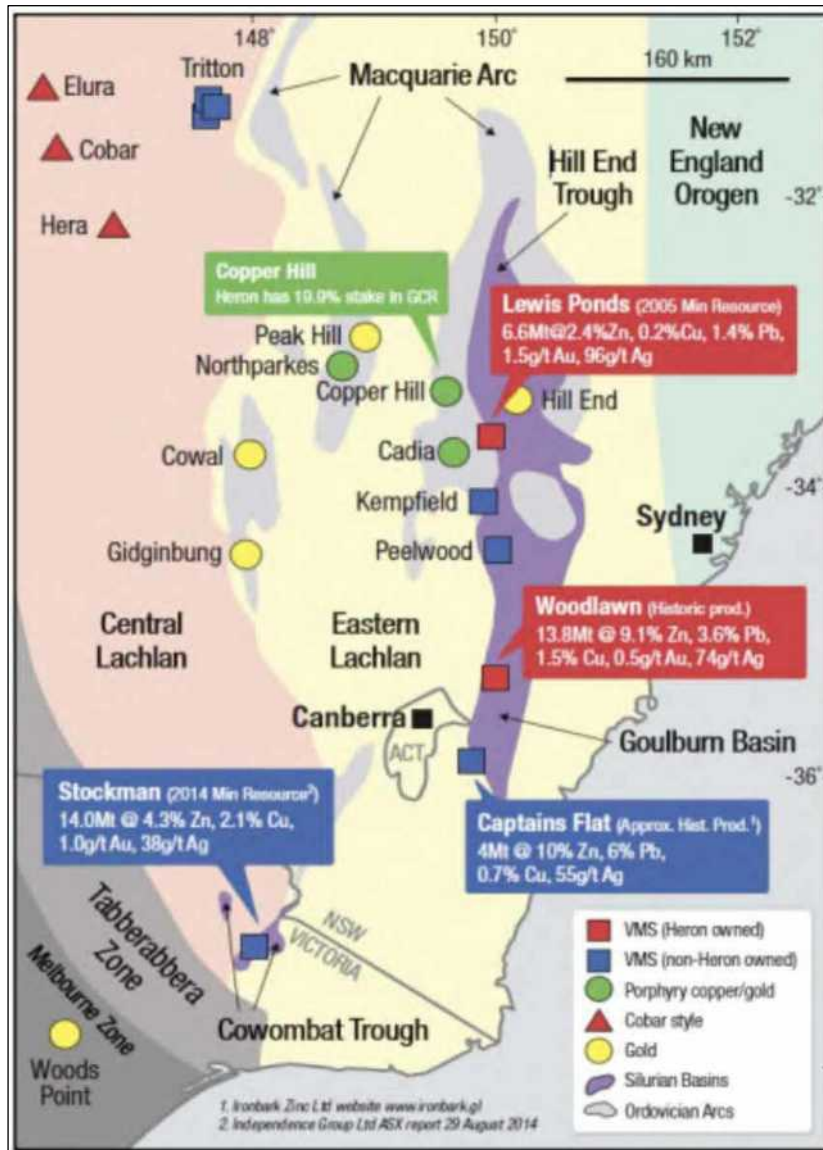 148°
150°
152°
Tritton
Macquarie Arc
160 km
Elura
Cobar
Hera
Hill End
Trough
New
England
Orogen
-32°
Copper Hill
Heron has 19.9% stake in GCR
Lewis Ponds (2005 Min Resource)
6.6Mt@2.4%Zn, 0.2%Cu, 1.4% Pb,
1.5g/t Au, 96g/t Ag
Peak Hill
Northparkes
Copper Hill
Hill End
Cowal
Cadia
-34°
Kempfield
Sydney
Gidginbung
Peelwood
Central
Lachlan
Eastern
Lachlan
Woodlawn (Historic prod.)
13.8Mt @ 9.1% Zn, 3.6% Pb,
1.5% Cu, 0.5g/t Au, 74g/t Ag
Canberra
ACT
Goulburn Basin
-36°
Stockman (2014 Min Resource²)
14.0Mt @ 4.3% Zn, 2.1% Cu,
1.0g/t Au, 38g/t Ag
Captains Flat (Approx. Hist. Prod.¹)
4Mt @ 10% Zn, 6% Pb,
0.7% Cu, 55g/t Ag
Tabberabbera
Zone
Melbourne Zone
NSW
VICTORIA
Cowombat Trough
Woods
Point
VMS (Heron owned)
VMS (non-Heron owned)
Porphyry copper/gold
Cobar style
Gold
Silurian Basins
Ordovician Arcs
1. Ironbark Zinc Ltd website www.ironbark.gl
2. Independence Group Ltd ASX report 29 August 2014